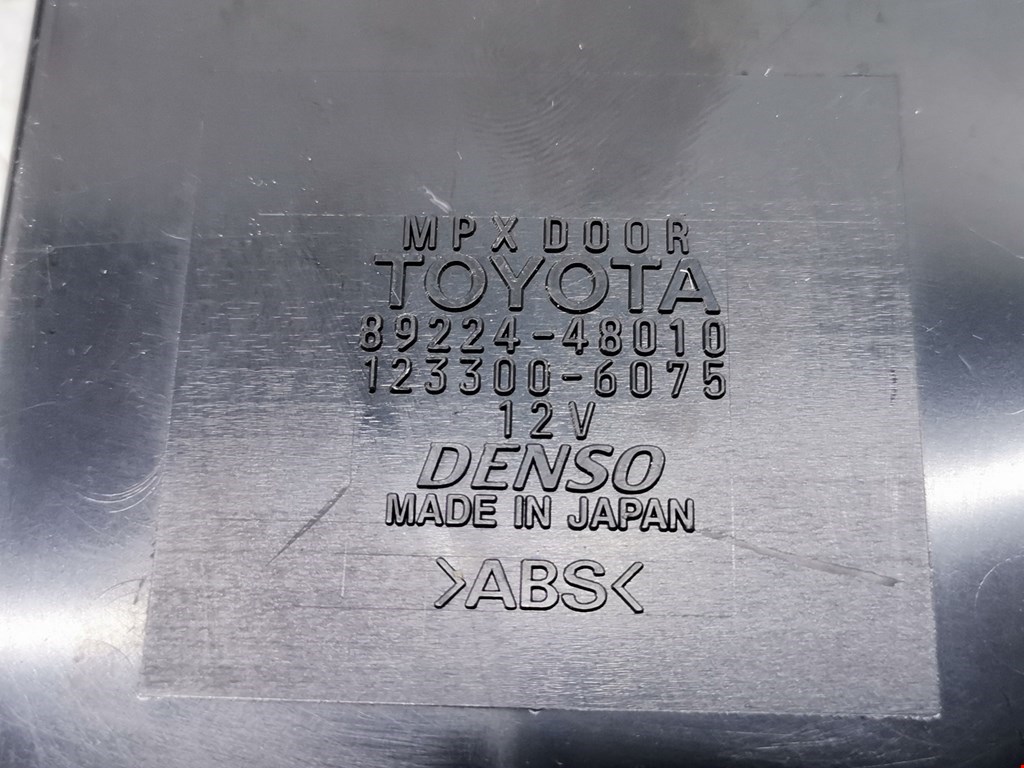 MPX DOOR
TOYOTA
89224-48010
123300-6075
12V
DENSO
MADE IN JAPAN
>ABS<